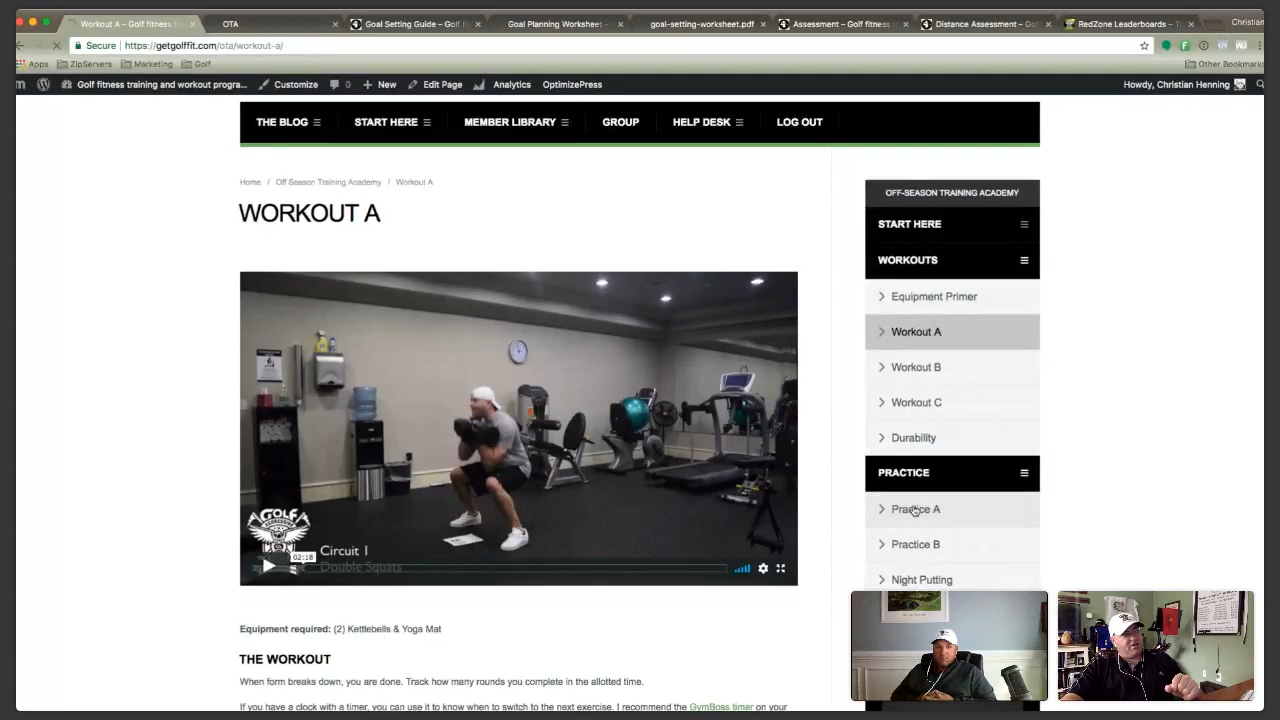 Workout A – Golf fitness
OTA
Goal Setting Guide – Golf
Goal Planning Worksheet –
goal-setting-worksheet.pdf
Assessment – Golf fitness
Distance Assessment – Golf
RedZone Leaderboards –
Christian
Secure
https://getgolffit.com/ota/workout-a/
Apps
ZipServers
Marketing
Golf
Other Bookmarks
Golf fitness training and workout progra...
Customize
0
New
Edit Page
Analytics
OptimizePress
Howdy, Christian Henning
THE BLOG
START HERE
MEMBER LIBRARY
GROUP
HELP DESK
LOG OUT
Home / Off Season Training Academy / Workout A
WORKOUT A
GOLF
Circuit 1
Double Squats
02:18
Equipment required: (2) Kettlebells & Yoga Mat
THE WORKOUT
When form breaks down, you are done. Track how many rounds you complete in the allotted time.
If you have a clock with a timer, you can use it to know when to switch to the next exercise. I recommend the GymBoss timer on your
OFF-SEASON TRAINING ACADEMY
START HERE
WORKOUTS
Equipment Primer
Workout A
Workout B
Workout C
Durability
PRACTICE
Practice A
Practice B
Night Putting